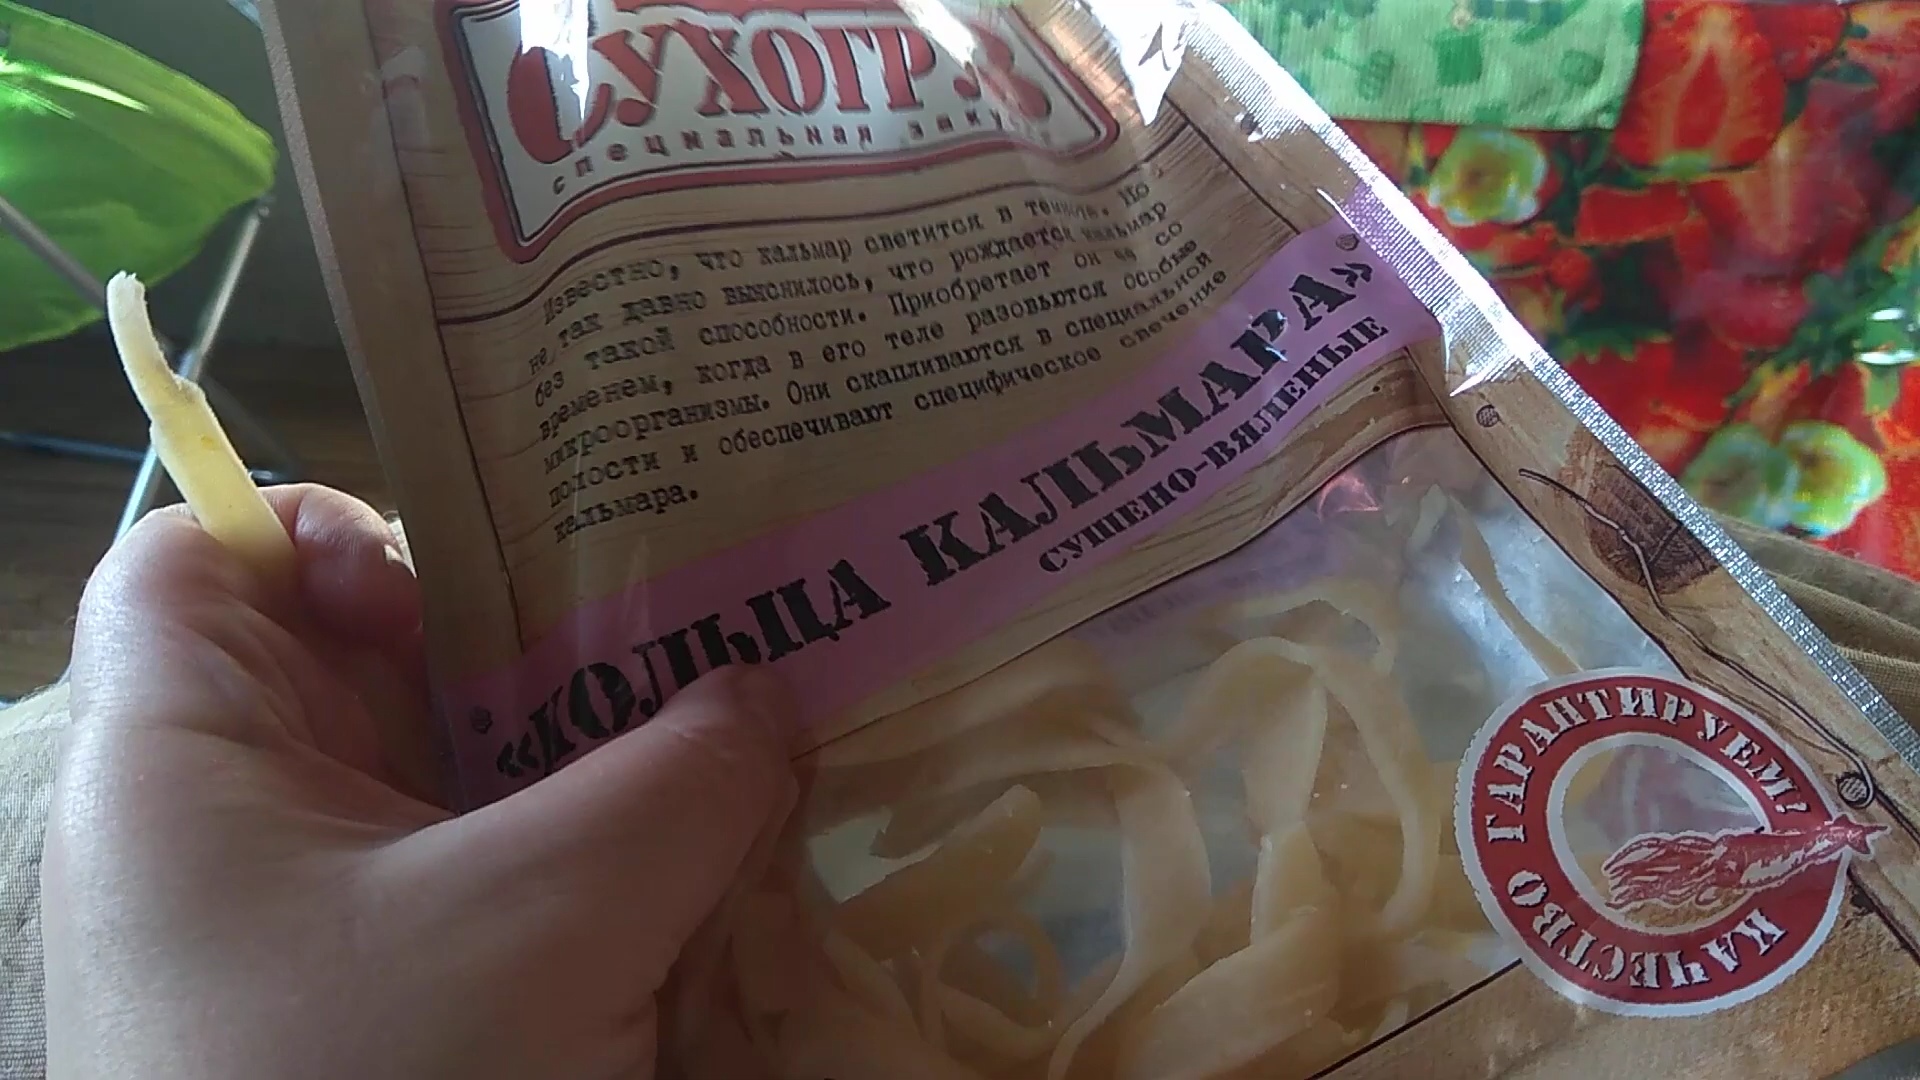 СУХОГР
специальная
Известно, что кальмар светится в темноте. Но
не так давно выяснилось, что рождается кальмар
без такой способности. Приобретает он ее со
временем, когда в его теле разовьются особые
микроорганизмы. Они скапливаются в специальной
полости и обеспечивают специфическое свечение
кальмара.
«КОЛЬЦА КАЛЬМАРА»
СУШЕНО-ВЯЛЕНЫЕ
КАЧЕСТВО ГАРАНТИРУЕМ!